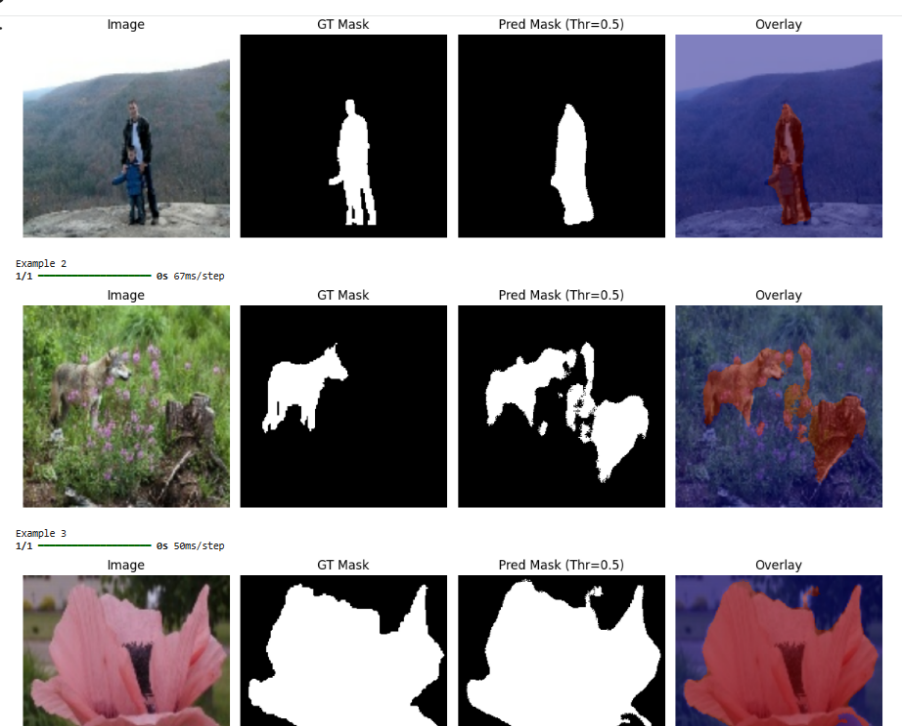 Image GT Mask Pred Mask (Thr=0.5) Overlay
Example 2
1/1 0s 67ms/step
Image GT Mask Pred Mask (Thr=0.5) Overlay
Example 3
1/1 0s 50ms/step
Image GT Mask Pred Mask (Thr=0.5) Overlay